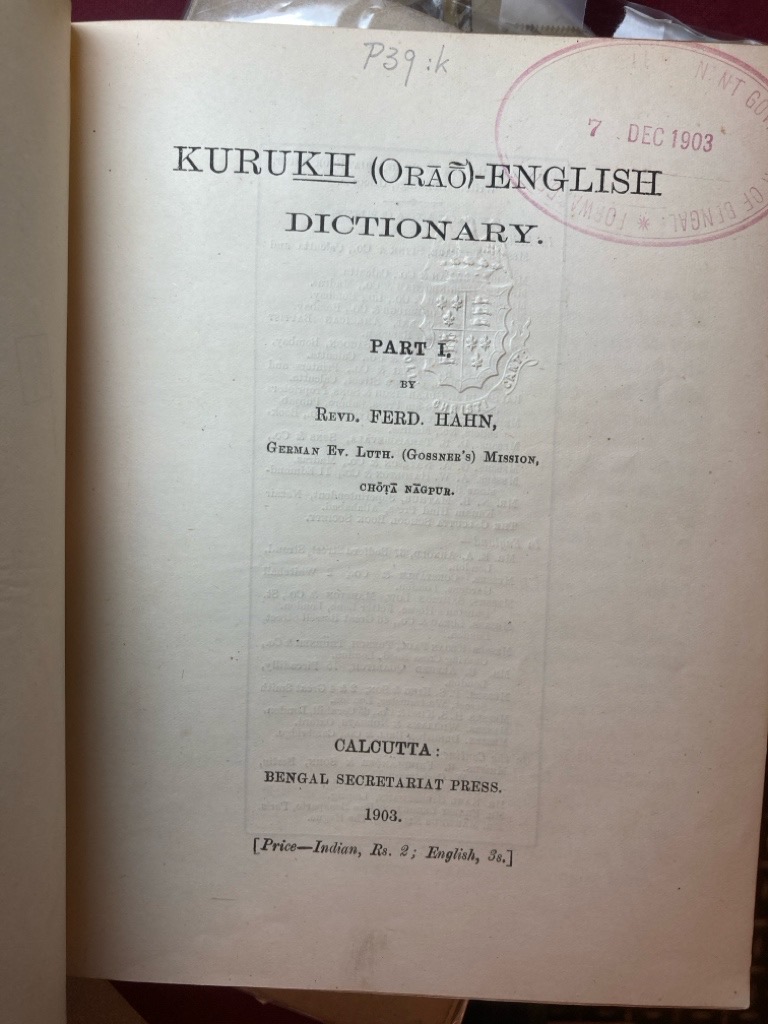 P39:k
7 DEC 1903
KURUKH (ORĀȬ)-ENGLISH
DICTIONARY.
PART I.
BY
REVD. FERD. HAHN,
GERMAN EV. LUTH. (GOSSNER'S) MISSION,
CHŌṬĀ NĀGPUR.
CALCUTTA:
BENGAL SECRETARIAT PRESS.
1903.
[Price—Indian, Rs. 2; English, 3s.]